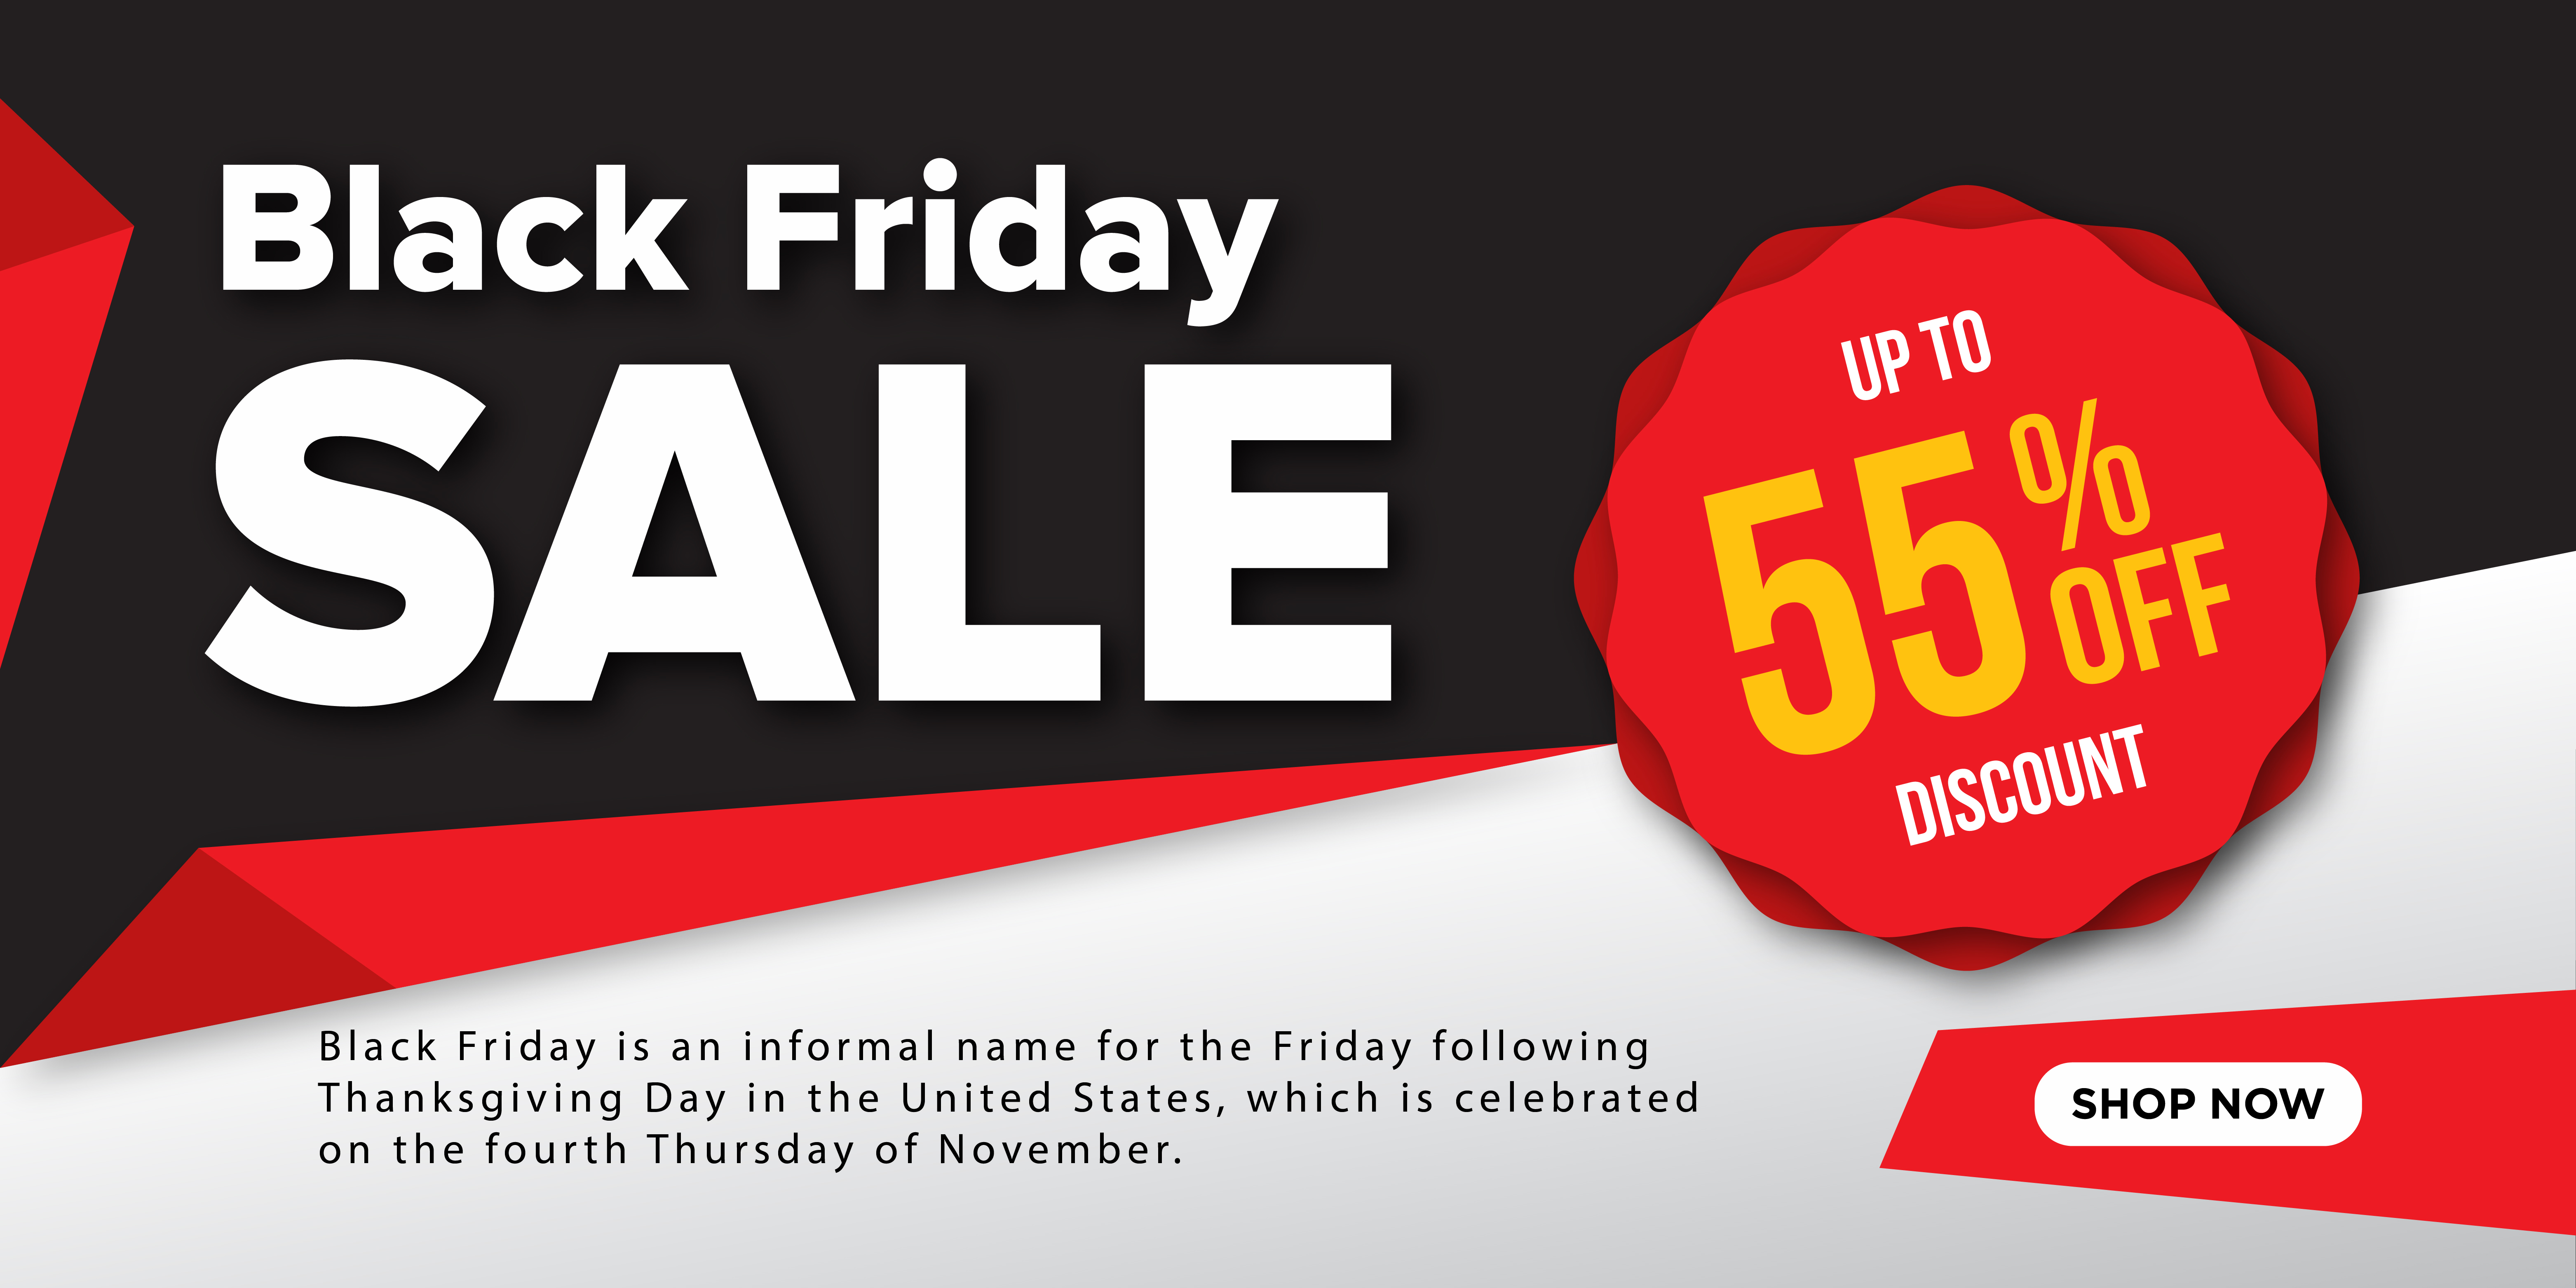 Black Friday
SALE
UP TO
55% OFF
DISCOUNT
Black Friday is an informal name for the Friday following
Thanksgiving Day in the United States, which is celebrated
on the fourth Thursday of November.
SHOP NOW